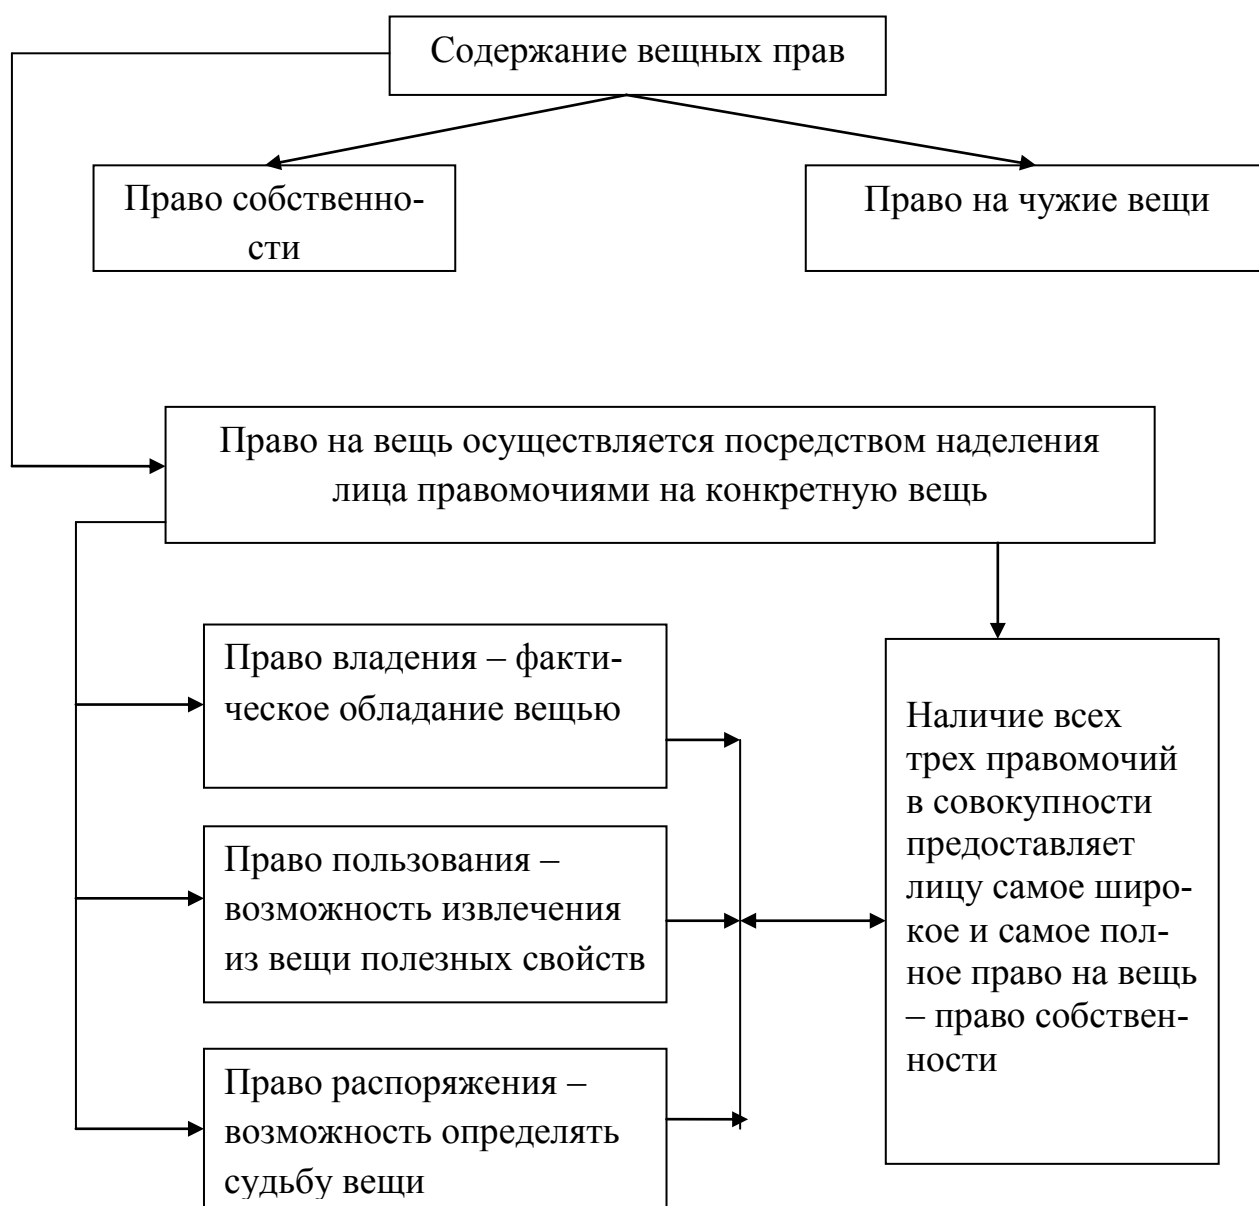 Содержание вещных прав
Право собственно-
сти
Право на чужие вещи
Право на вещь осуществляется посредством наделения
лица правомочиями на конкретную вещь
Право владения – факти-
ческое обладание вещью
Право пользования –
возможность извлечения
из вещи полезных свойств
Право распоряжения –
возможность определять
судьбу вещи
Наличие всех
трех правомочий
в совокупности
предоставляет
лицу самое широ-
кое и самое пол-
ное право на вещь
– право собствен-
ности